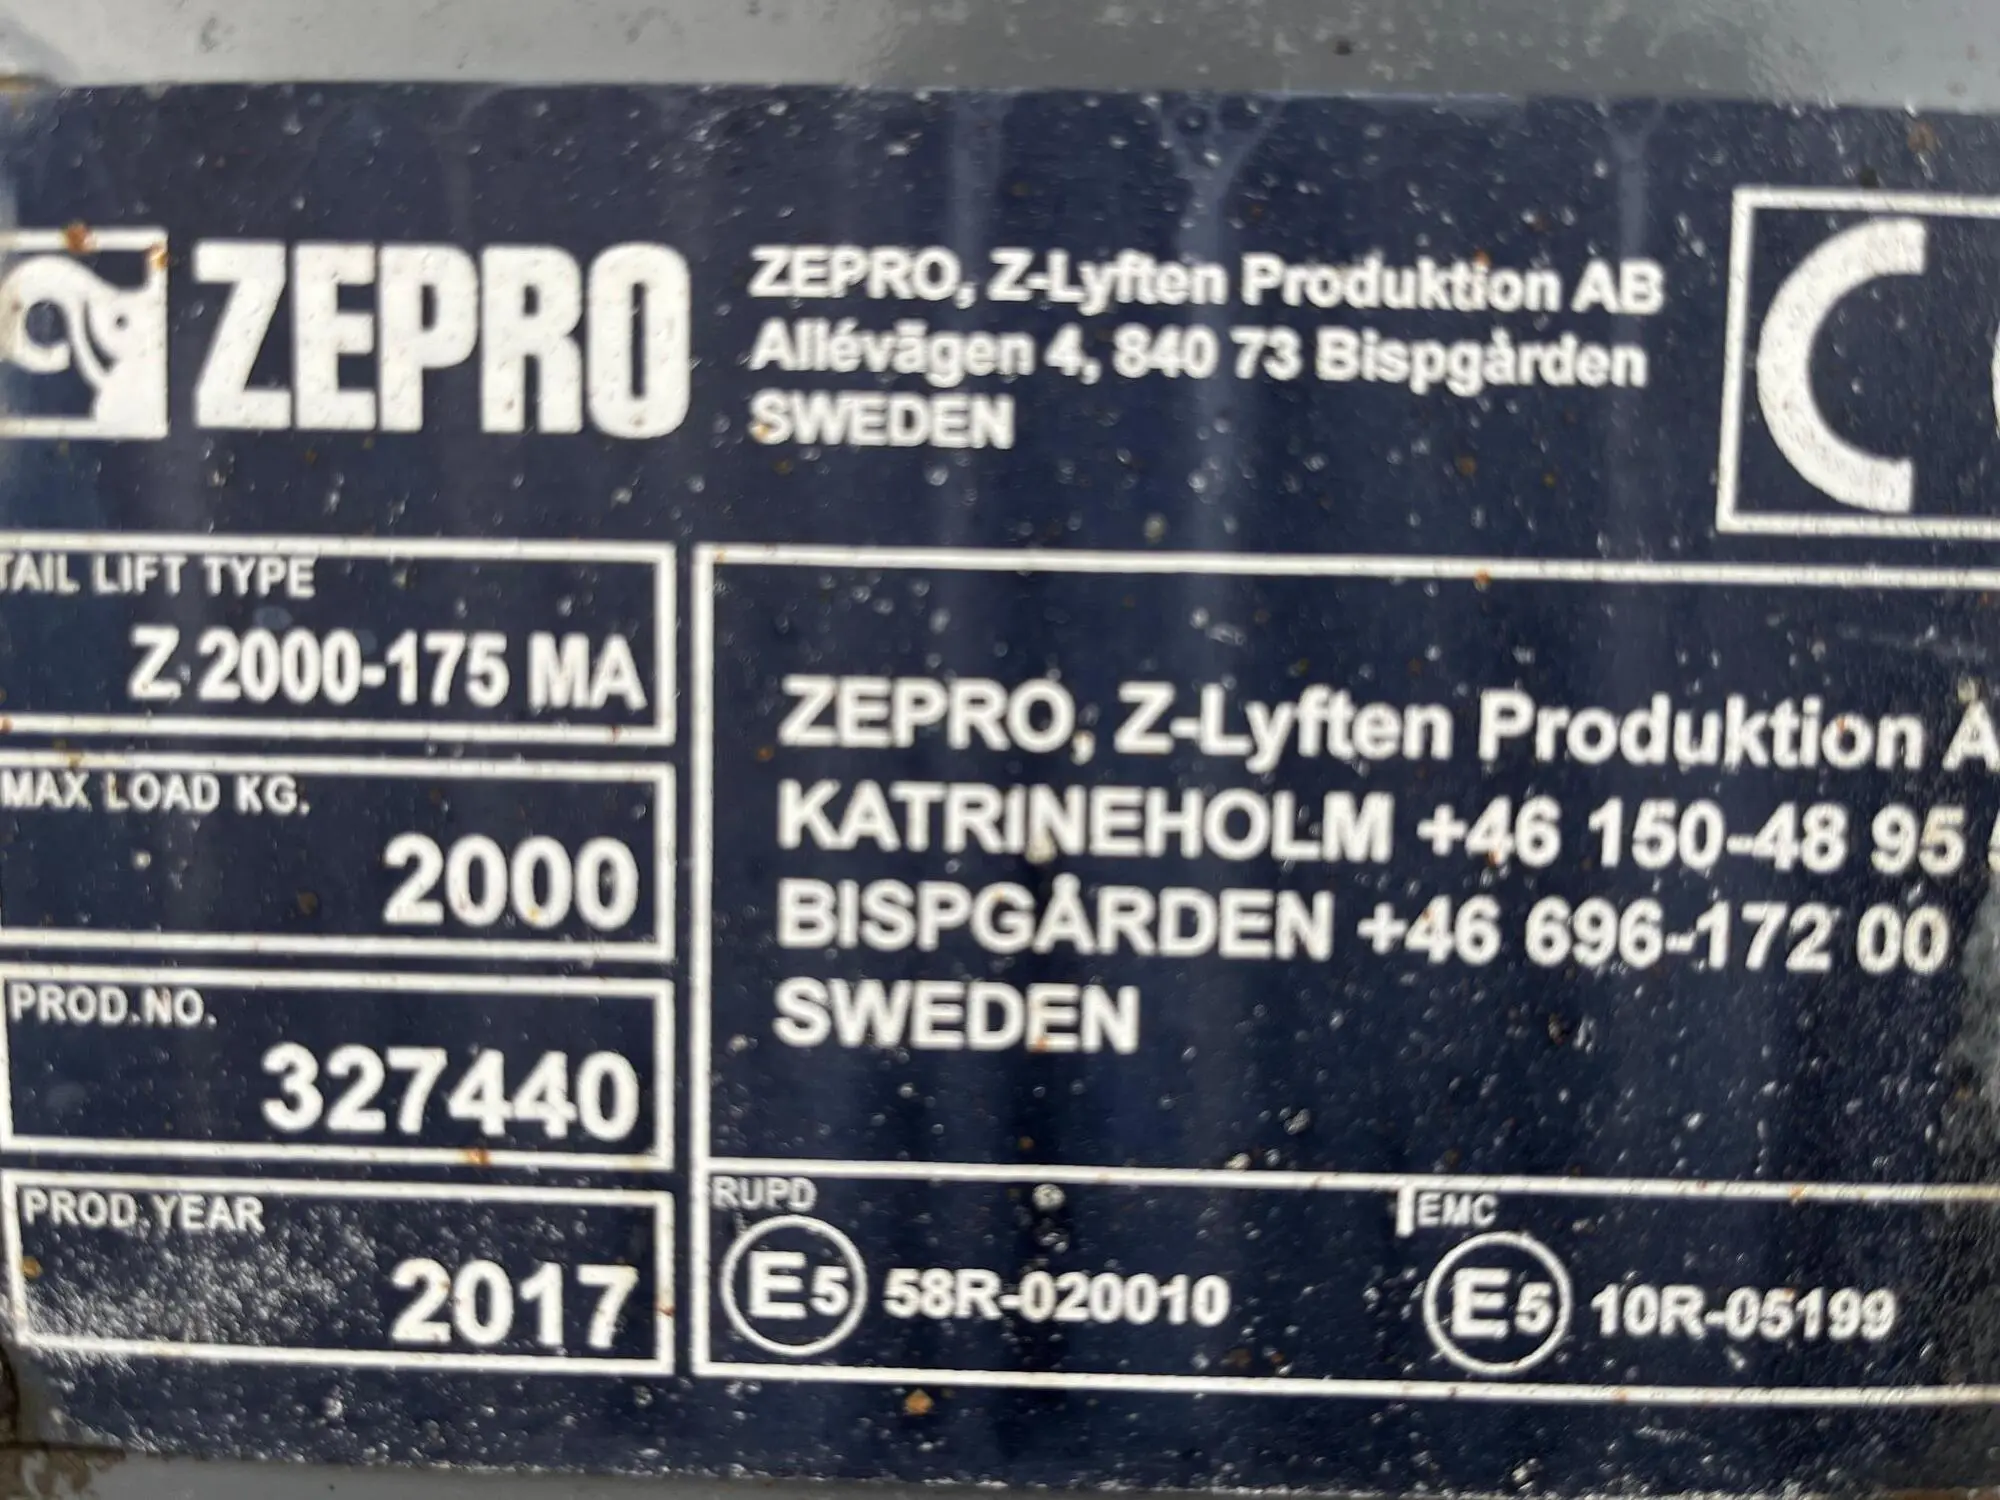 ZEPRO
ZEPRO, Z-Lyften Produktion AB
Allévägen 4, 840 73 Bispgården
SWEDEN
C
TAIL LIFT TYPE
Z 2000-175 MA
MAX LOAD KG.
2000
PROD.NO.
327440
PROD.YEAR
2017
ZEPRO, Z-Lyften Produktion A
KATRINEHOLM +46 150-48 95
BISPGÅRDEN +46 696-172 00
SWEDEN
RUPD
E5 58R-020010
EMC
E5 10R-05199